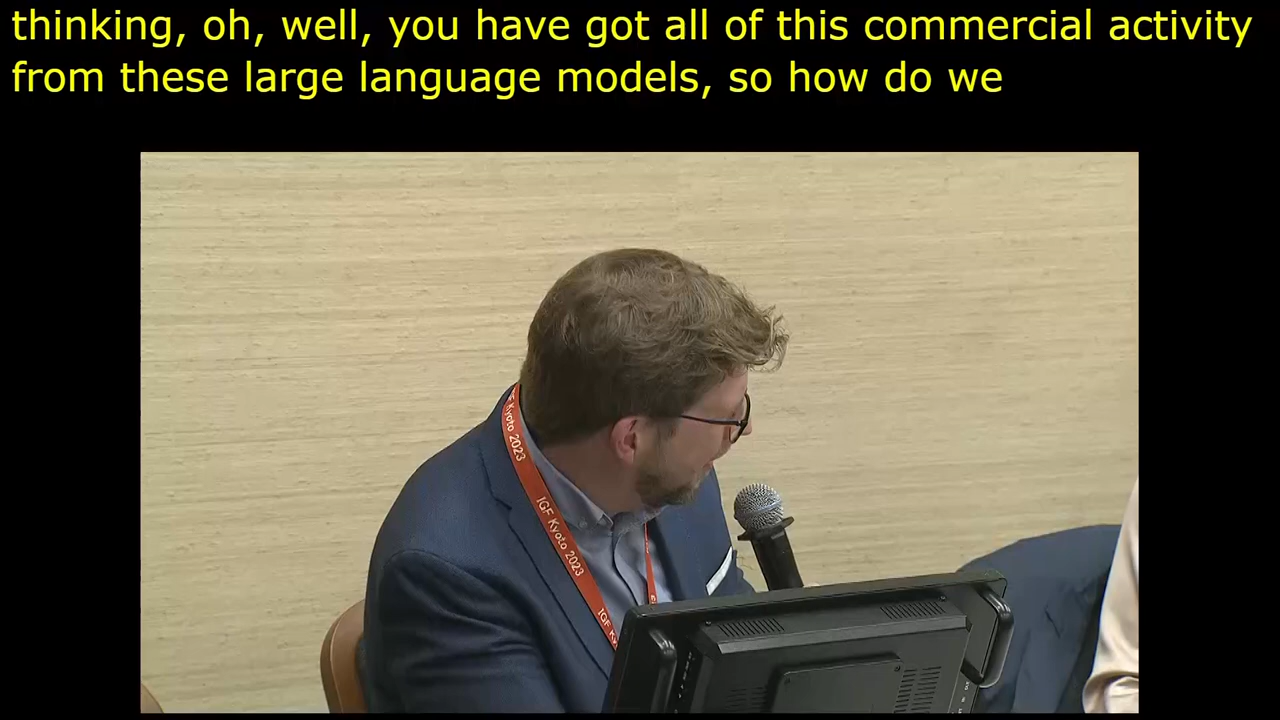 thinking, oh, well, you have got all of this commercial activity
from these large language models, so how do we
Kyoto 2023
IGF Kyoto 2023
IGF K